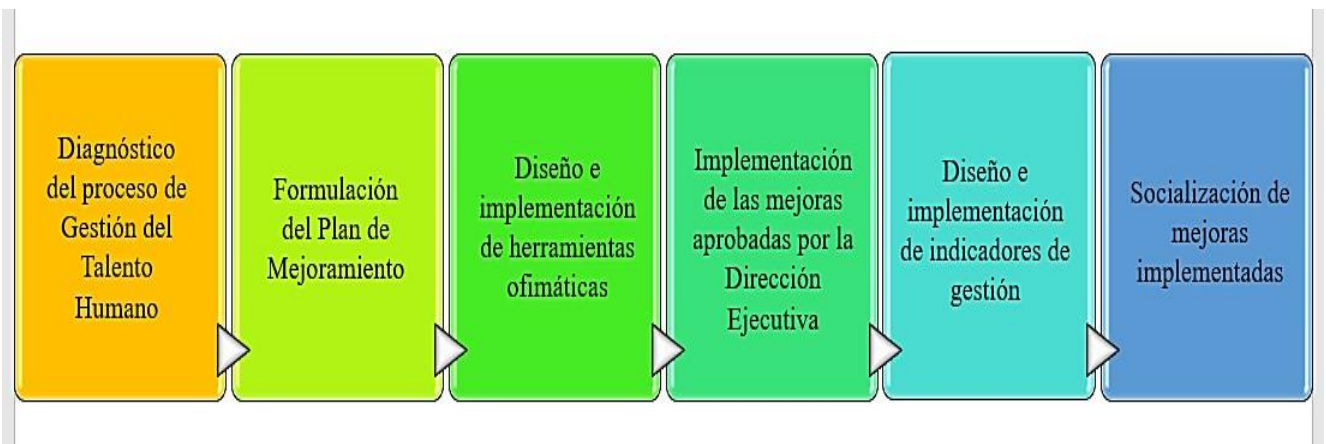 Diagnóstico
del proceso de
Gestión del
Talento
Humano
Formulación
del Plan de
Mejoramiento
Diseño e
implementación
de herramientas
ofimáticas
Implementación
de las mejoras
aprobadas por la
Dirección
Ejecutiva
Diseño e
implementación
de indicadores de
gestión
Socialización de
mejoras
implementadas